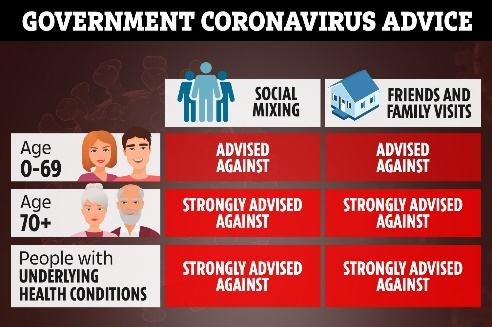 GOVERNMENT CORONAVIRUS ADVICE
SOCIAL
MIXING
FRIENDS AND
FAMILY VISITS
Age
0-69
ADVISED
AGAINST
ADVISED
AGAINST
Age
70+
STRONGLY ADVISED
AGAINST
STRONGLY ADVISED
AGAINST
People with
UNDERLYING
HEALTH CONDITIONS
STRONGLY ADVISED
AGAINST
STRONGLY ADVISED
AGAINST